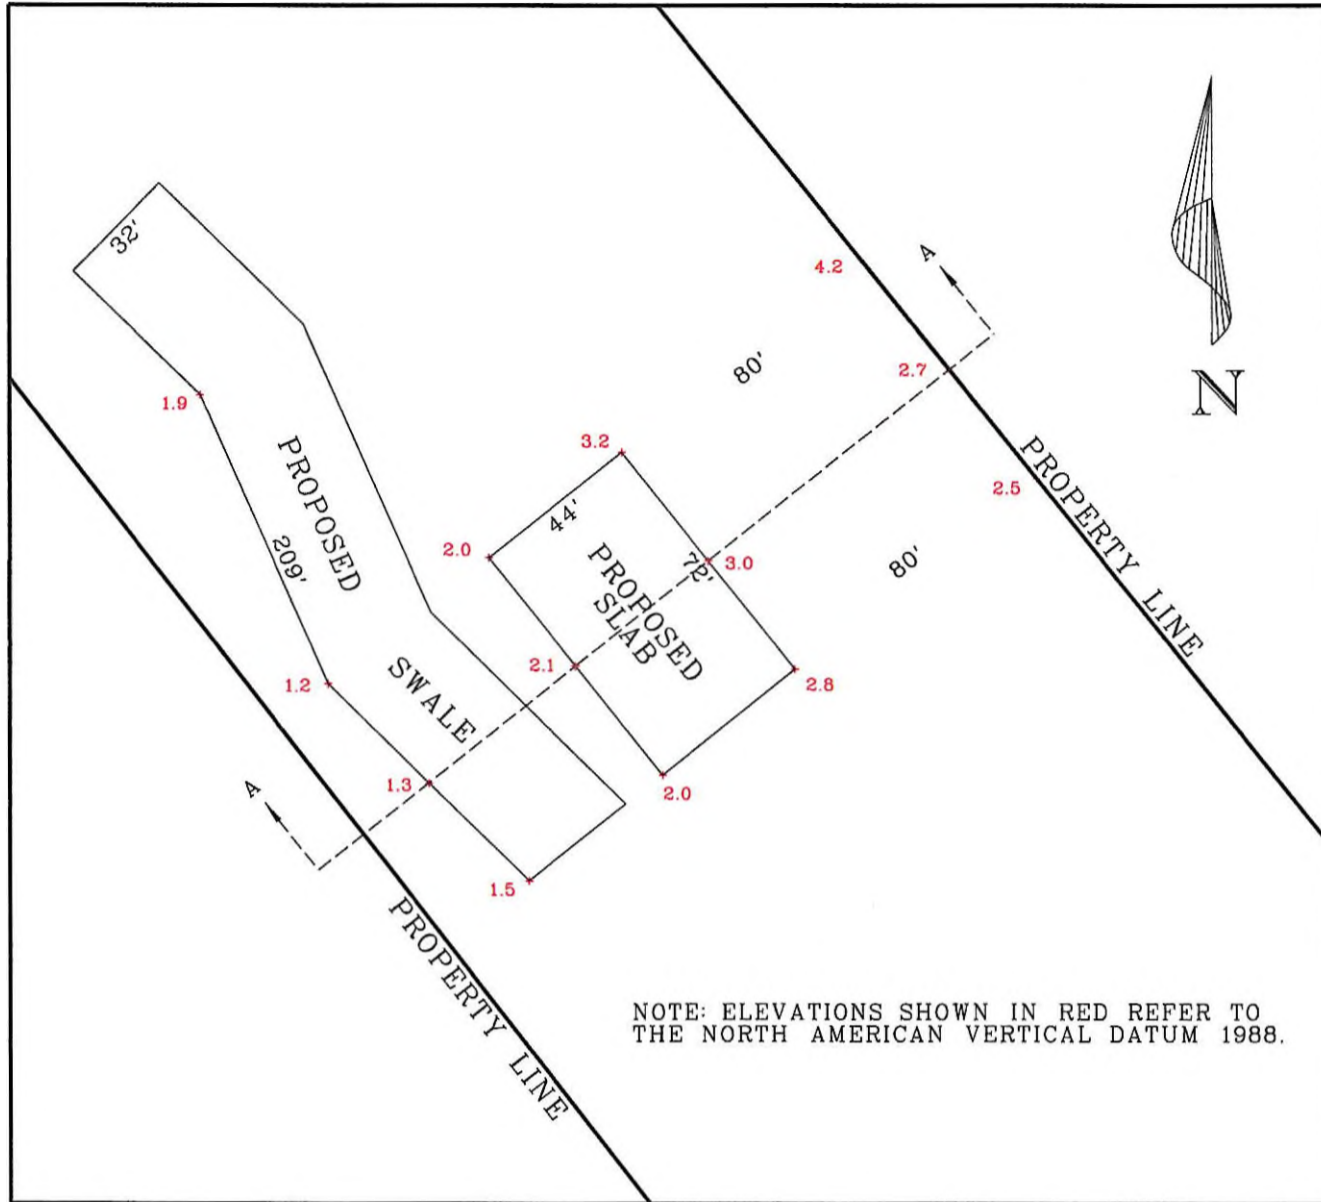 32'
4.2
A
80'
2.7
N
1.9
PROPOSED
3.2
PROPERTY LINE
44'
2.5
209'
2.0
72'
3.0
80'
PROPOSED
SLAB
2.1
1.2
SWALE
2.8
1.3
2.0
A
1.5
PROPERTY LINE
NOTE: ELEVATIONS SHOWN IN RED REFER TO
THE NORTH AMERICAN VERTICAL DATUM 1988.